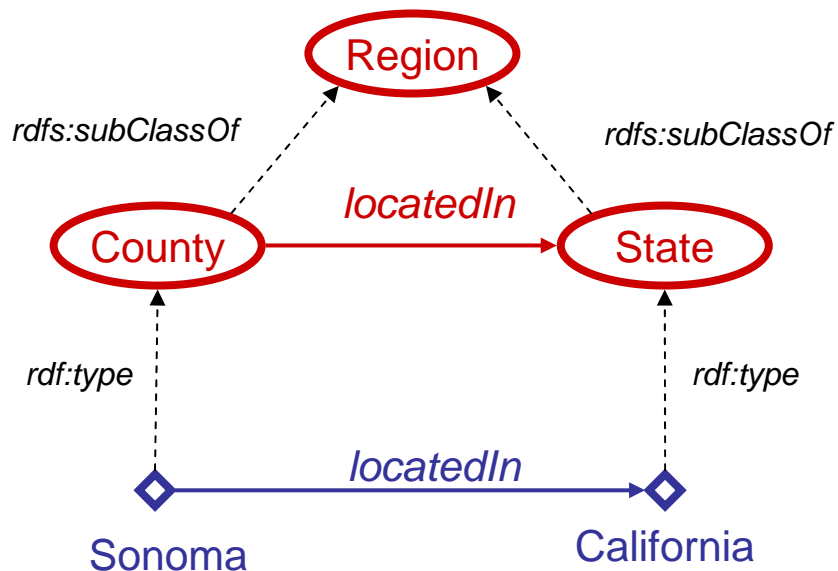 Region
rdfs:subClassOf
rdfs:subClassOf
locatedIn
County
State
rdf:type
rdf:type
locatedIn
Sonoma
California